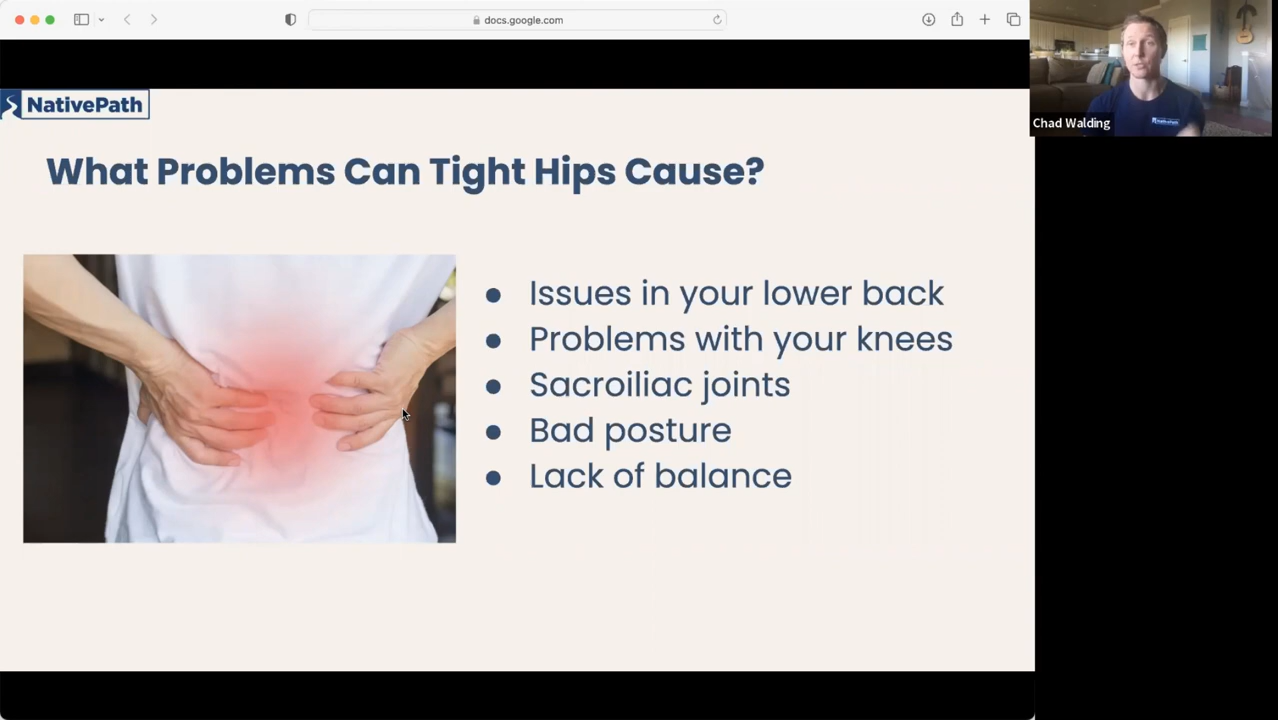 docs.google.com
NativePath
Chad Walding
What Problems Can Tight Hips Cause?
● Issues in your lower back
● Problems with your knees
● Sacroiliac joints
● Bad posture
● Lack of balance